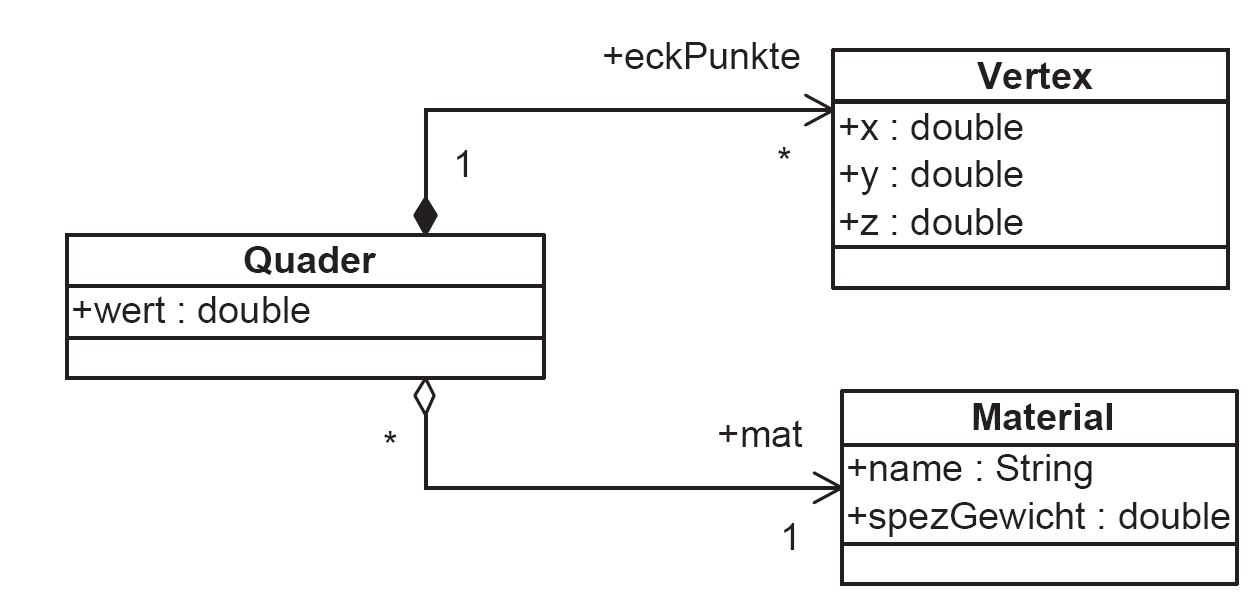 +eckPunkte
Vertex
+x : double
+y : double
+z : double
1
*
Quader
+wert : double
*
+mat
1
Material
+name : String
+spezGewicht : double